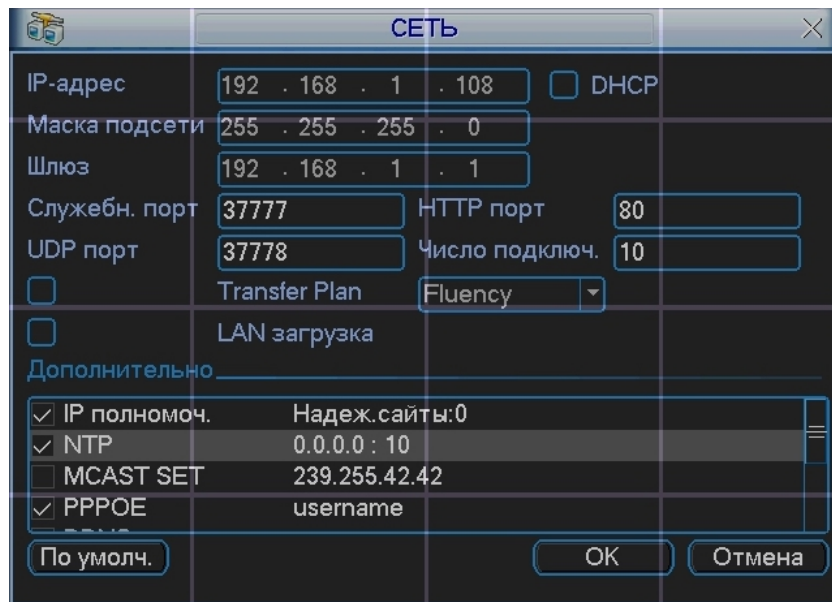 СЕТЬ
IP-адрес 192 . 168 . 1 . 108 DHCP
Маска подсети 255 . 255 . 255 . 0
Шлюз 192 . 168 . 1 . 1
Служебн. порт 37777 HTTP порт 80
UDP порт 37778 Число подключ. 10
Transfer Plan Fluency
LAN загрузка
Дополнительно
IP полномоч. Надеж.сайты:0
NTP 0.0.0.0 : 10
MCAST SET 239.255.42.42
PPPOE username
По умолч. OK Отмена